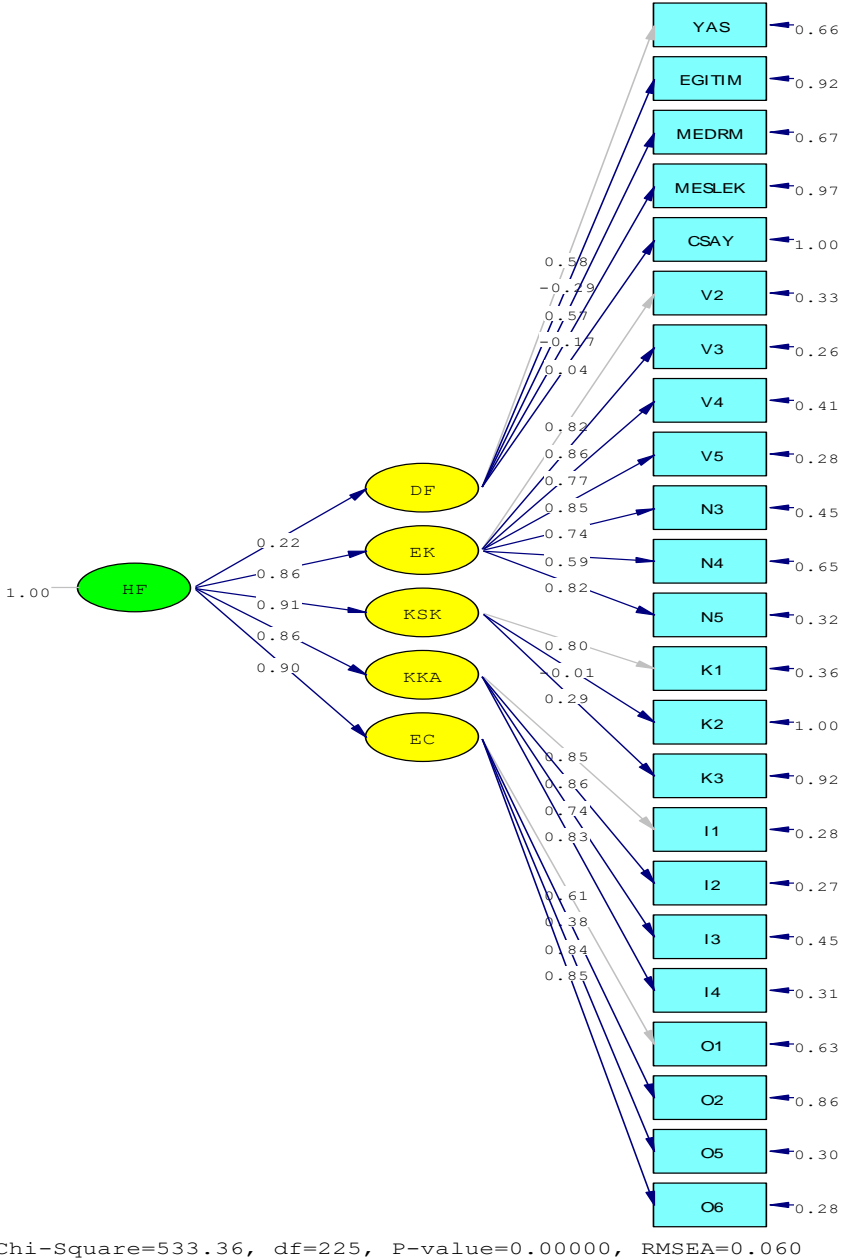 YAS
0.66
EGITIM
0.92
MEDRM
0.67
MESLEK
0.97
CSAY
1.00
0.58
-0.29
0.57
-0.17
0.04
V2
0.33
V3
0.26
V4
0.41
V5
0.28
N3
0.45
N4
0.65
N5
0.32
0.82
0.86
0.77
0.85
0.74
0.59
0.82
DF
EK
KSK
KKA
EC
0.22
0.86
0.91
0.86
0.90
1.00
HF
K1
0.36
K2
1.00
K3
0.92
0.80
-0.01
0.29
I1
0.28
I2
0.27
I3
0.45
I4
0.31
0.85
0.86
0.74
0.83
O1
0.63
O2
0.86
O5
0.30
O6
0.28
0.61
0.38
0.84
0.85
Chi-Square=533.36, df=225, P-value=0.00000, RMSEA=0.060